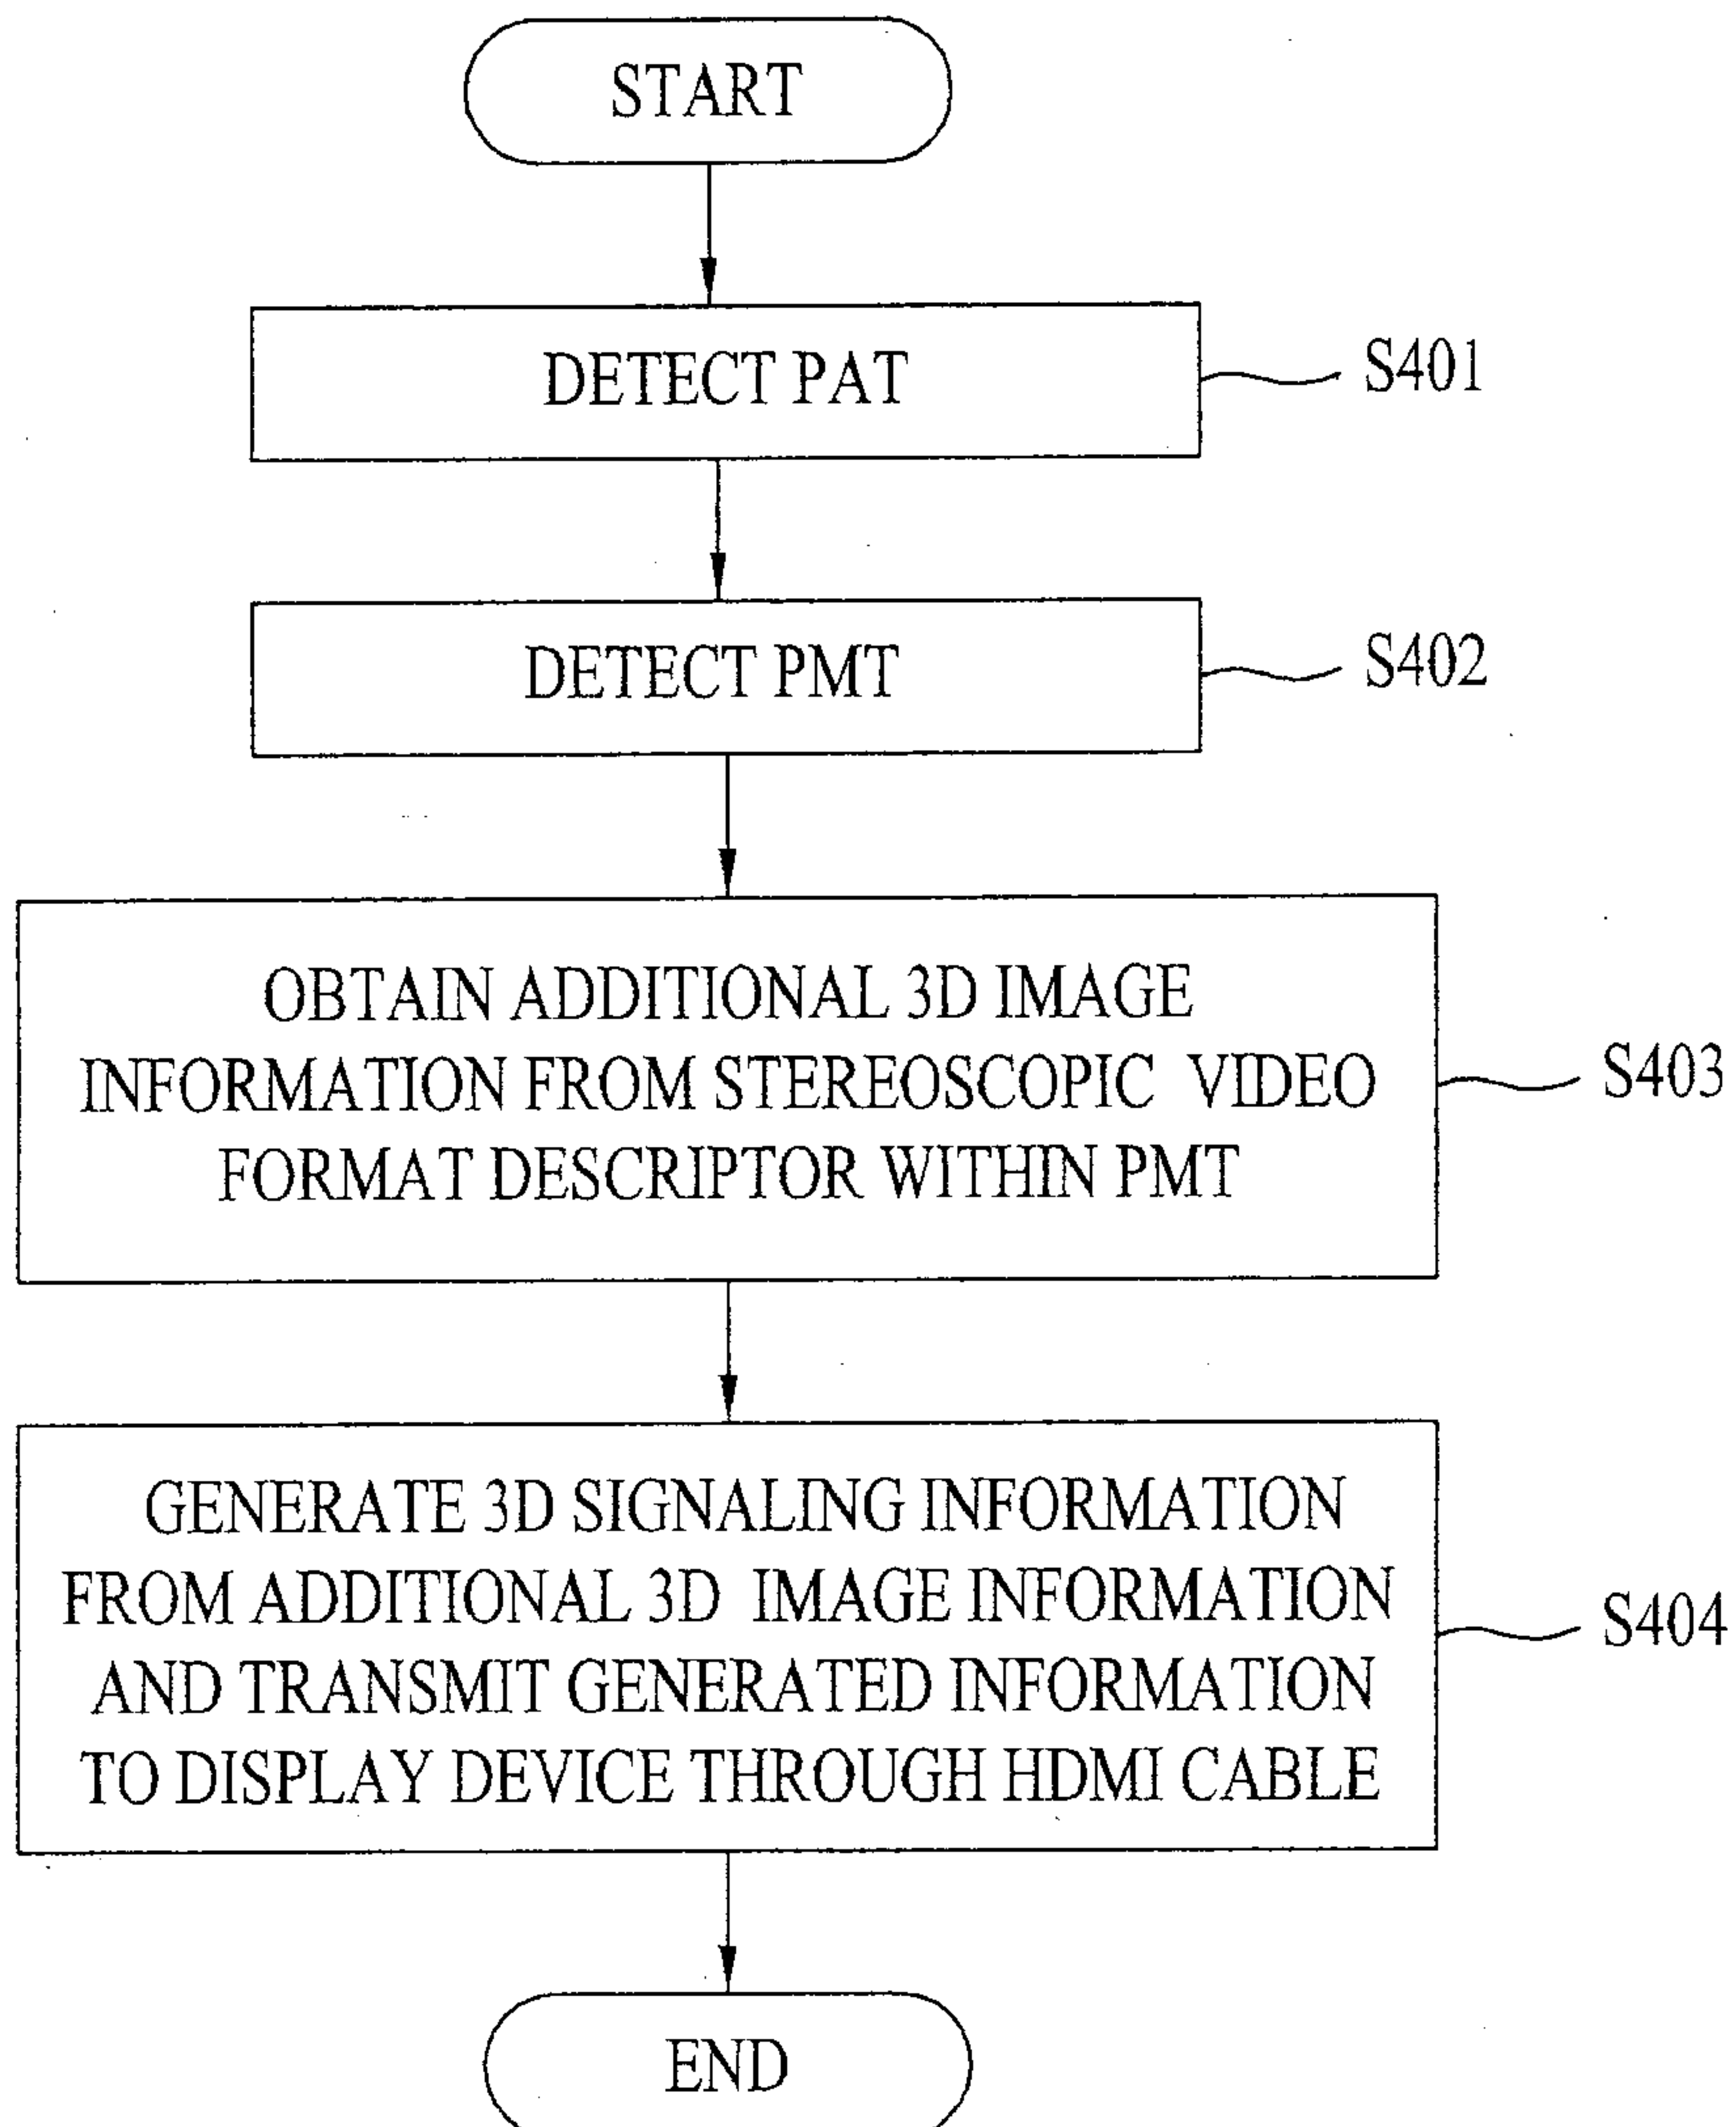 START
DETECT PAT
S401
DETECT PMT
S402
OBTAIN ADDITIONAL 3D IMAGE
INFORMATION FROM STEREOSCOPIC VIDEO
FORMAT DESCRIPTOR WITHIN PMT
S403
GENERATE 3D SIGNALING INFORMATION
FROM ADDITIONAL 3D IMAGE INFORMATION
AND TRANSMIT GENERATED INFORMATION
TO DISPLAY DEVICE THROUGH HDMI CABLE
S404
END